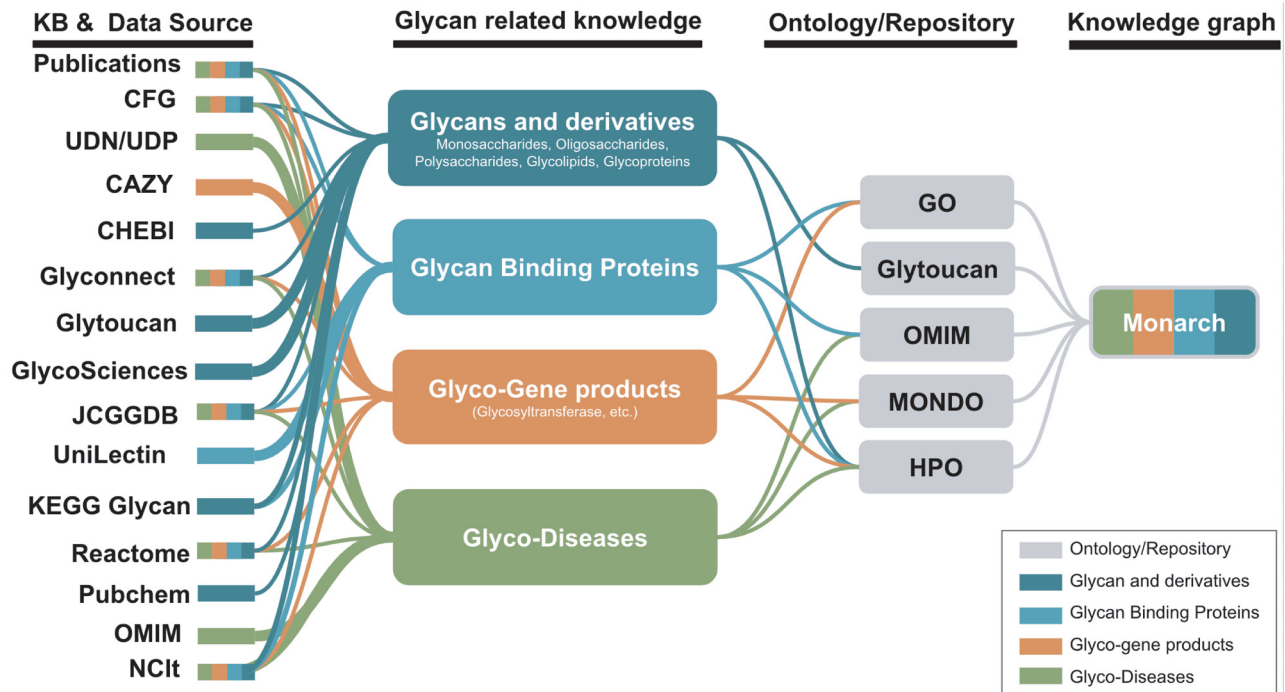 KB & Data Source
Glycan related knowledge
Ontology/Repository
Knowledge graph
Publications
CFG
UDN/UDP
CAZY
CHEBI
Glyconnect
Glytoucan
GlycoSciences
JCGGDB
UniLectin
KEGG Glycan
Reactome
Pubchem
OMIM
NCIt
Glycans and derivatives
Monosaccharides, Oligosaccharides,
Polysaccharides, Glycolipids, Glycoproteins
Glycan Binding Proteins
Glyco-Gene products
(Glycosyltransferase, etc.)
Glyco-Diseases
GO
Glytoucan
OMIM
MONDO
HPO
Monarch
Ontology/Repository
Glycan and derivatives
Glycan Binding Proteins
Glyco-gene products
Glyco-Diseases